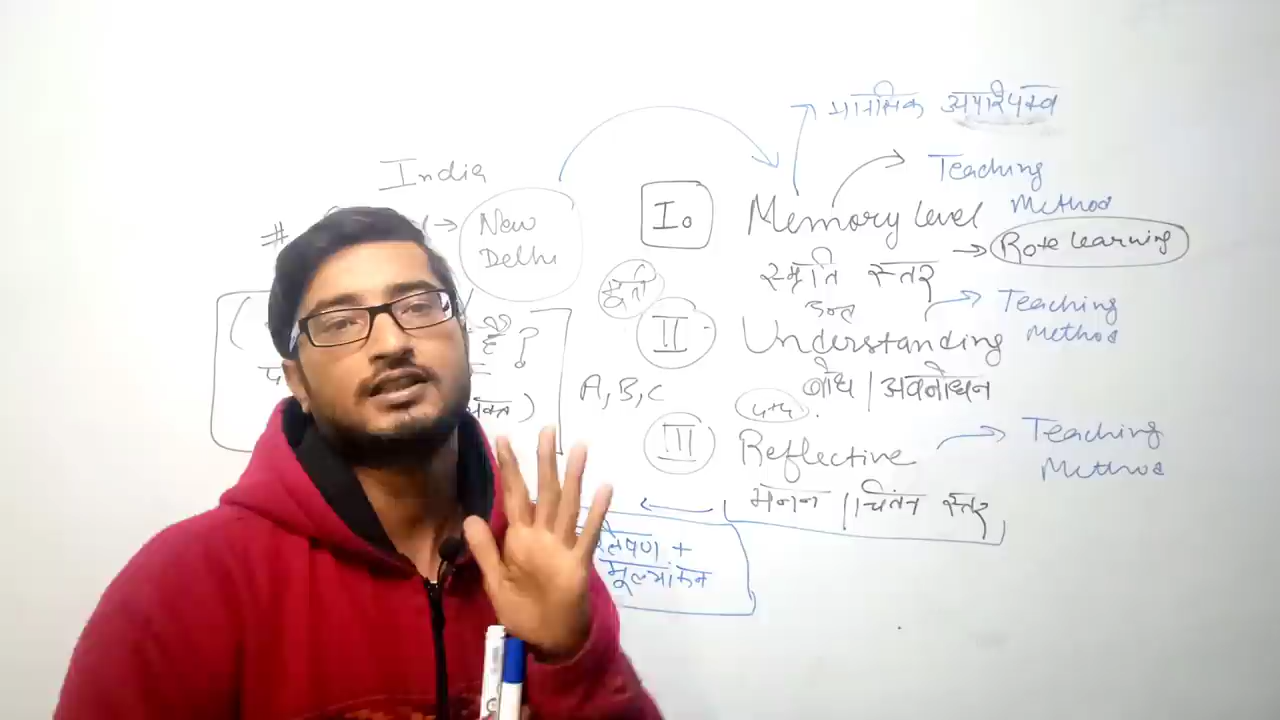 मानसिक अपरिपक्व
India
Teaching
Method
# → New
Delhi
I.
Memory level
→ Rote learning
स्मृति स्तर
II
Understanding
Teaching
Method
है ?
A, B, C
बोध / अवबोधन
III
Reflective
Teaching
Method
मनन / चिंतन स्तर
मूल्यांकन